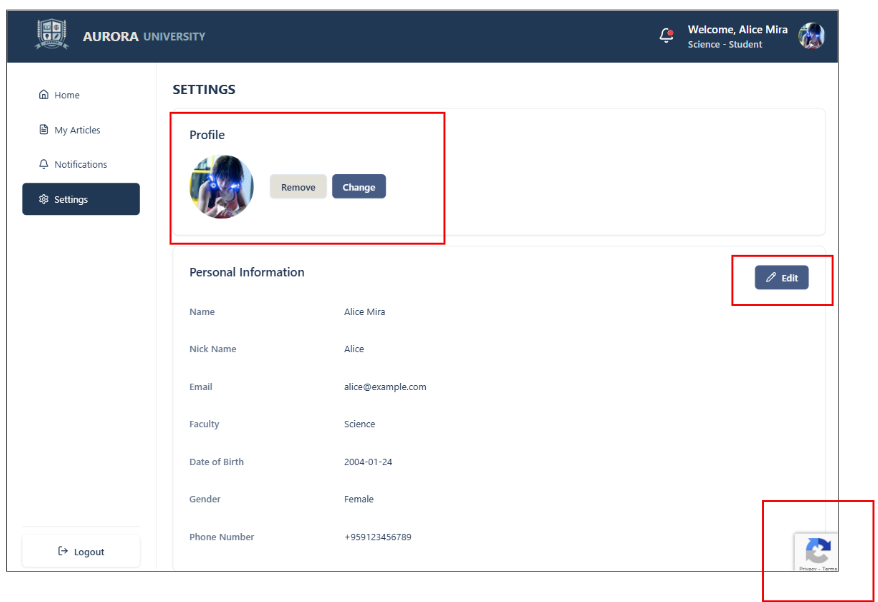 AURORA UNIVERSITY
Welcome, Alice Mira
Science - Student
Home
My Articles
Notifications
Settings
Logout
SETTINGS
Profile
Remove
Change
Personal Information
Edit
Name Alice Mira
Nick Name Alice
Email alice@example.com
Faculty Science
Date of Birth 2004-01-24
Gender Female
Phone Number +959123456789
Privacy - Terms